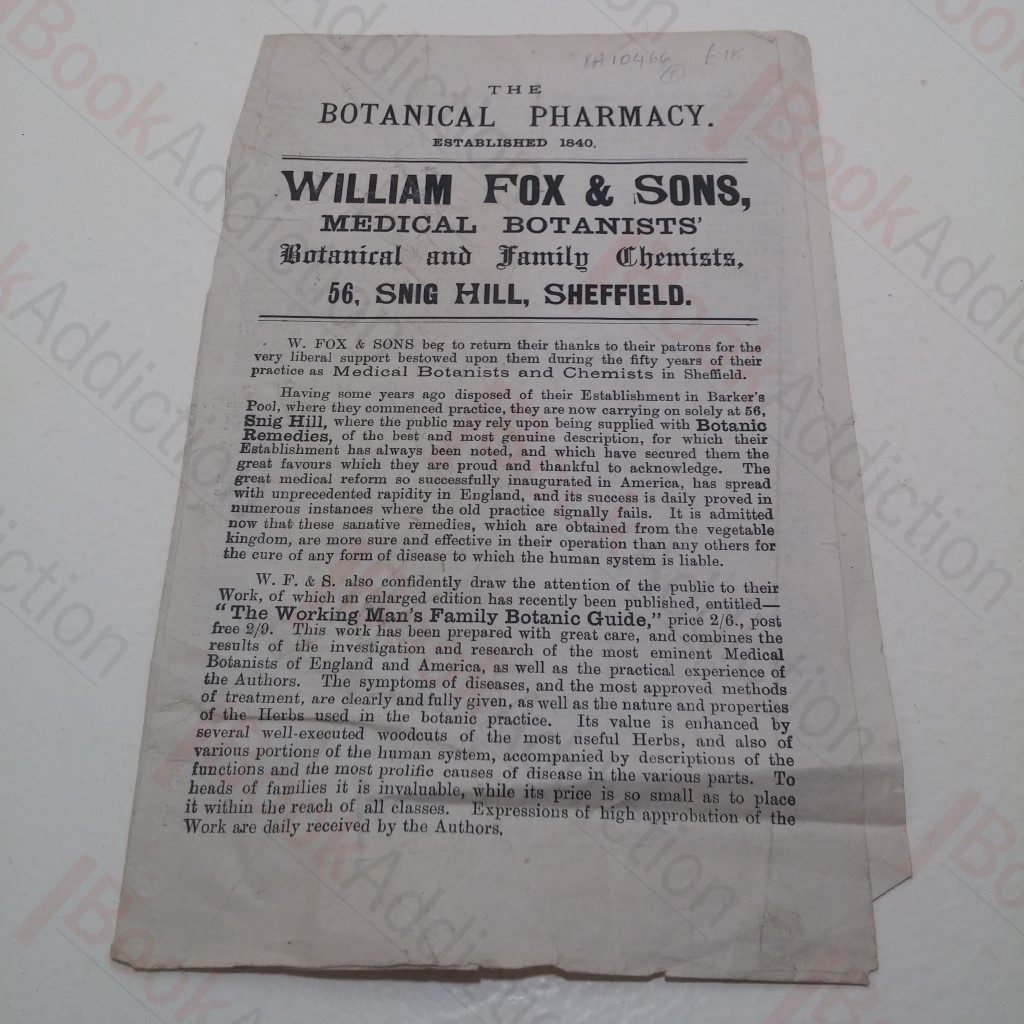 BA10466 £18
THE
BOTANICAL PHARMACY.
ESTABLISHED 1840.
WILLIAM FOX & SONS,
MEDICAL BOTANISTS'
Botanical and Family Chemists,
56, SNIG HILL, SHEFFIELD.
W. FOX & SONS beg to return their thanks to their patrons for the
very liberal support bestowed upon them during the fifty years of their
practice as Medical Botanists and Chemists in Sheffield.
Having some years ago disposed of their Establishment in Barker's
Pool, where they commenced practice, they are now carrying on solely at 56,
Snig Hill, where the public may rely upon being supplied with Botanic
Remedies, of the best and most genuine description, for which their
Establishment has always been noted, and which have secured them the
great favours which they are proud and thankful to acknowledge. The
great medical reform so successfully inaugurated in America, has spread
with unprecedented rapidity in England, and its success is daily proved in
numerous instances where the old practice signally fails. It is admitted
now that these sanative remedies, which are obtained from the vegetable
kingdom, are more sure and effective in their operation than any others for
the cure of any form of disease to which the human system is liable.
W. F. & S. also confidently draw the attention of the public to their
Work, of which an enlarged edition has recently been published, entitled—
"The Working Man's Family Botanic Guide," price 2/6., post
free 2/9. This work has been prepared with great care, and combines the
results of the investigation and research of the most eminent Medical
Botanists of England and America, as well as the practical experience of
the Authors. The symptoms of diseases, and the most approved methods
of treatment, are clearly and fully given, as well as the nature and properties
of the Herbs used in the botanic practice. Its value is enhanced by
several well-executed woodcuts of the most useful Herbs, and also of
various portions of the human system, accompanied by descriptions of the
functions and the most prolific causes of disease in the various parts. To
heads of families it is invaluable, while its price is so small as to place
it within the reach of all classes. Expressions of high approbation of the
Work are daily received by the Authors,
BookAddiction